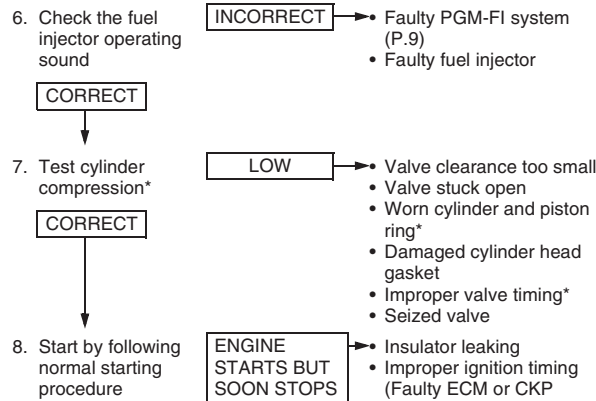 6. Check the fuel
injector operating
sound
INCORRECT
• Faulty PGM-FI system
(P.9)
• Faulty fuel injector
CORRECT
7. Test cylinder
compression*
LOW
• Valve clearance too small
• Valve stuck open
• Worn cylinder and piston
ring*
• Damaged cylinder head
gasket
• Improper valve timing*
• Seized valve
CORRECT
8. Start by following
normal starting
procedure
ENGINE
STARTS BUT
SOON STOPS
• Insulator leaking
• Improper ignition timing
(Faulty ECM or CKP